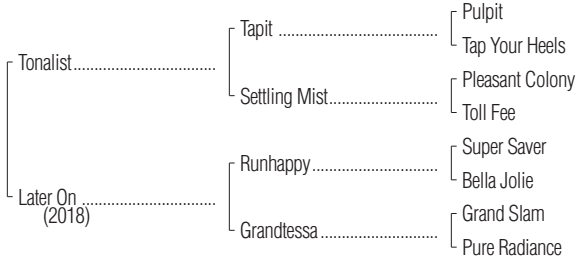 Pulpit
Tapit ........................................
Tap Your Heels
Tonalist....................................
Pleasant Colony
Settling Mist...........................
Toll Fee
Super Saver
Runhappy...............................
Bella Jolie
Later On .................................
(2018)
Grand Slam
Grandtessa .............................
Pure Radiance